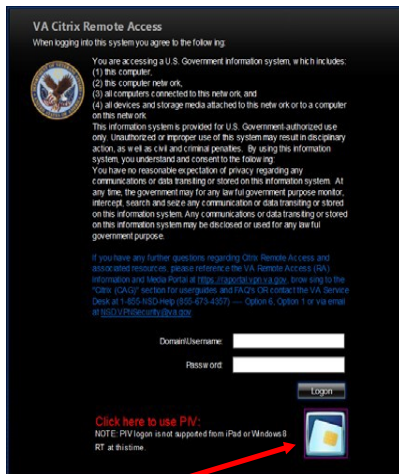 VA Citrix Remote Access
When logging into this system you agree to the following:
You are accessing a U.S. Government information system, which includes:
(1) this computer,
(2) this computer network,
(3) all computers connected to this network, and
(4) all devices and storage media attached to this network or to a computer
on this network
This information system is provided for U.S. Government-authorized use
only. Unauthorized or improper use of this system may result in disciplinary
action, as well as civil and criminal penalties. By using this information
system, you understand and consent to the following:
You have no reasonable expectation of privacy regarding any
communications or data transiting or stored on this information system. At
any time, the government may for any lawful government purpose monitor,
intercept, search and seize any communication or data transiting or stored
on this information system. Any communications or data transiting or stored
on this information system may be disclosed or used for any lawful
government purpose.
If you have any further questions regarding Citrix Remote Access and
associated resources, please reference the VA Remote Access (RA)
Information and Media Portal at https://raportal.vpn.va.gov, browsing to the
"Citrix (CAG)" section for userguides and FAQ's OR contact the VA Service
Desk at 1-855-NSD-Help (855-673-4357) ---- Option 6, Option 1 or via email
at NSD.VPNSecurity@va.gov
Domain\Username:
Password:
Logon
Click here to use PIV:
NOTE: PIV logon is not supported from iPad or Windows 8
RT at this time.